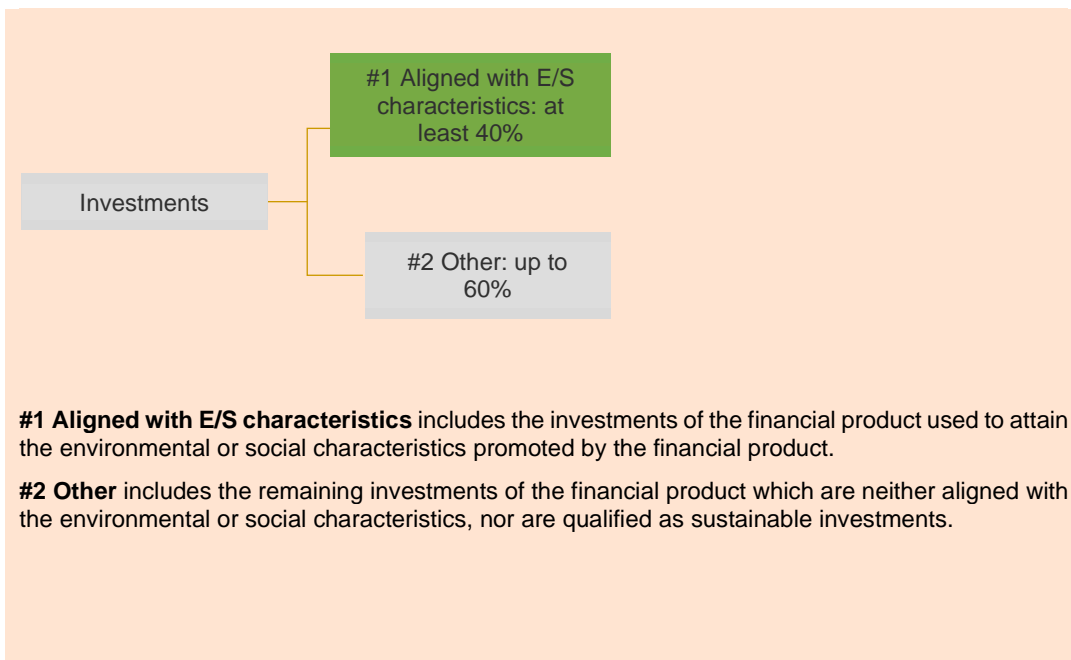 #1 Aligned with E/S
characteristics: at
least 40%
Investments
#2 Other: up to
60%
#1 Aligned with E/S characteristics includes the investments of the financial product used to attain
the environmental or social characteristics promoted by the financial product.
#2 Other includes the remaining investments of the financial product which are neither aligned with
the environmental or social characteristics, nor are qualified as sustainable investments.